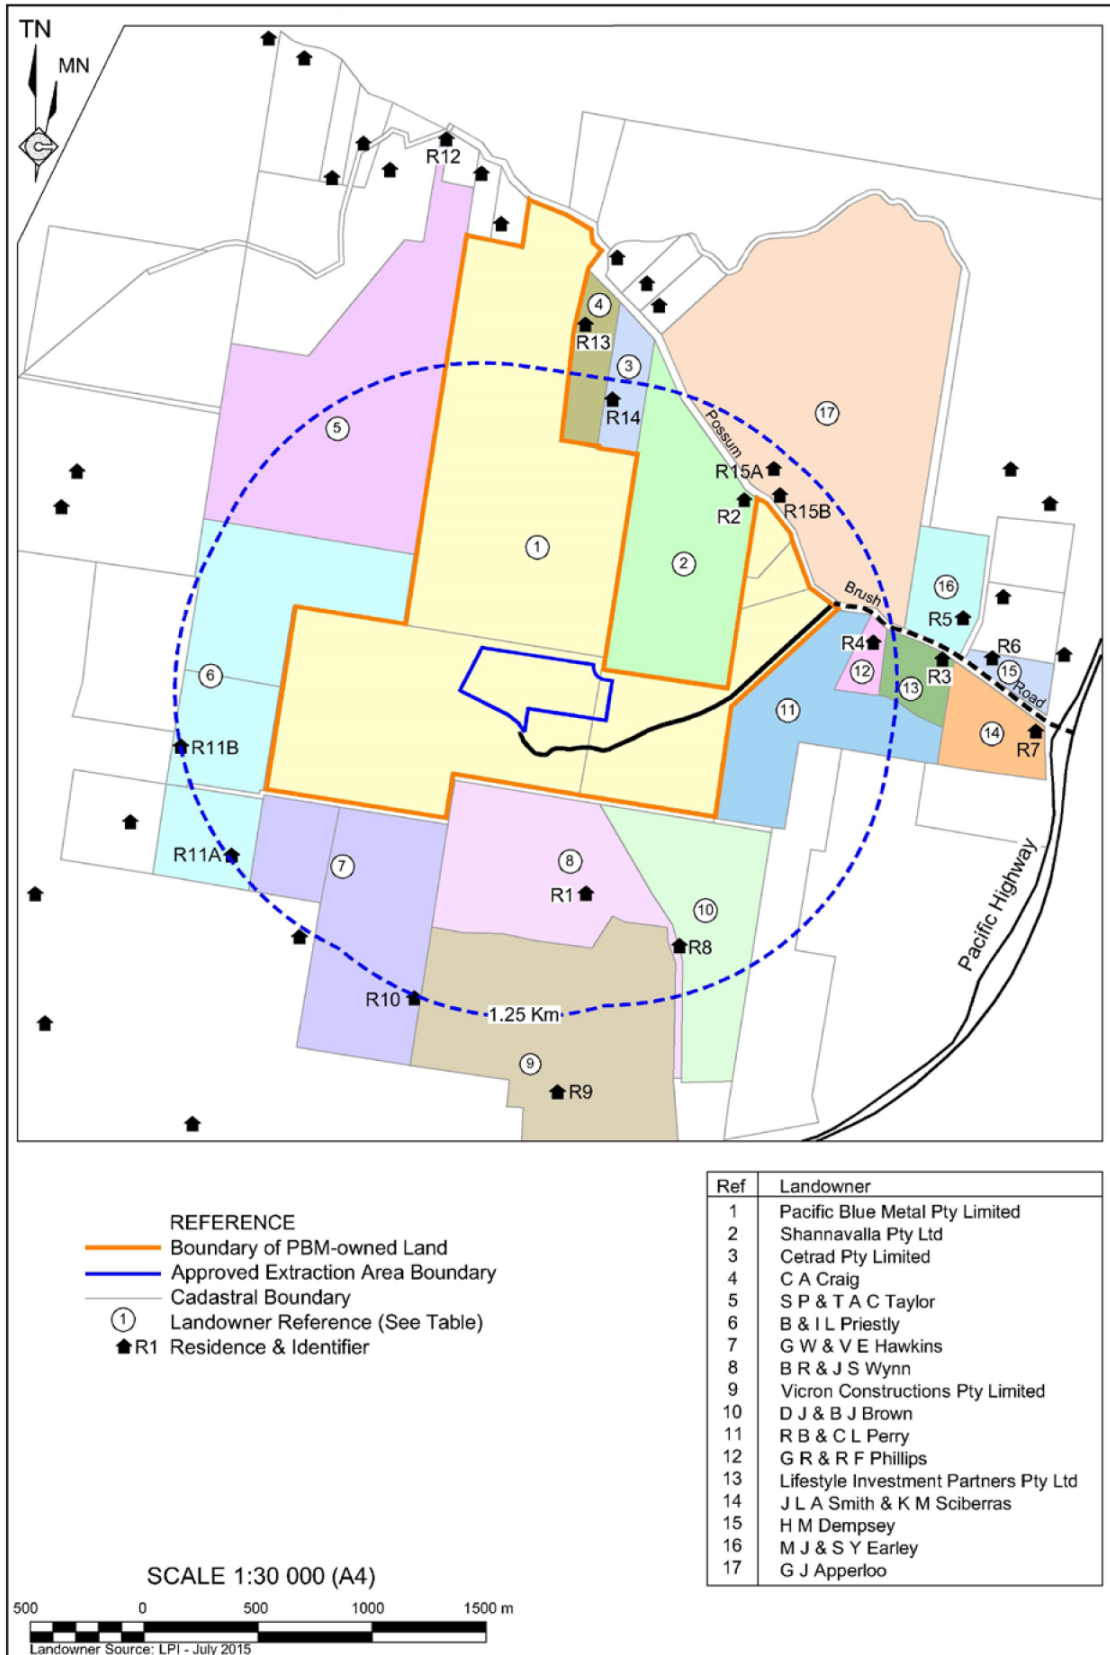 TN
MN
R12
4
R13
3
R14
5
17
Possum
R15A
R15B
R2
1
2
Brush
16
R5
R4
R6
15
R3
12
13
Road
6
11
14
R7
R11B
R11A
7
8
R1
10
R8
Pacific Highway
R10
1.25 Km
9
R9
REFERENCE
Boundary of PBM-owned Land
Approved Extraction Area Boundary
Cadastral Boundary
1 Landowner Reference (See Table)
R1 Residence & Identifier
Ref Landowner
1 Pacific Blue Metal Pty Limited
2 Shannavalla Pty Ltd
3 Cetrad Pty Limited
4 C A Craig
5 S P & T A C Taylor
6 B & I L Priestly
7 G W & V E Hawkins
8 B R & J S Wynn
9 Vicron Constructions Pty Limited
10 D J & B J Brown
11 R B & C L Perry
12 G R & R F Phillips
13 Lifestyle Investment Partners Pty Ltd
14 J L A Smith & K M Sciberras
15 H M Dempsey
16 M J & S Y Earley
17 G J Apperloo
SCALE 1:30 000 (A4)
500 0 500 1000 1500 m
Landowner Source: LPI - July 2015